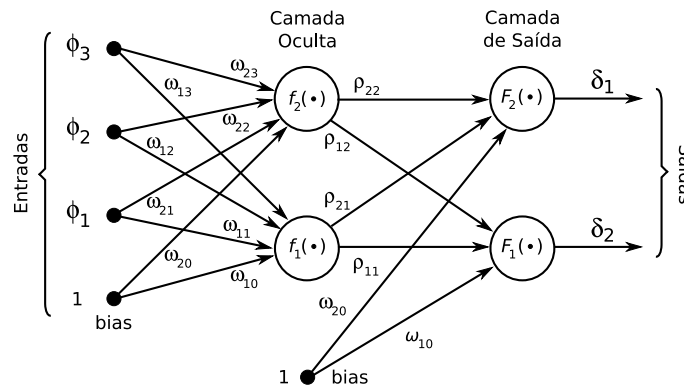 Camada
Oculta
Camada
de Saída
Entradas
ϕ3
ϕ2
ϕ1
1
bias
ω23
ω13
ω22
ω12
ω21
ω11
ω20
ω10
f2(•)
f1(•)
ρ22
ρ12
ρ21
ρ11
ω20
ω10
1 bias
F2(•)
F1(•)
δ1
δ2